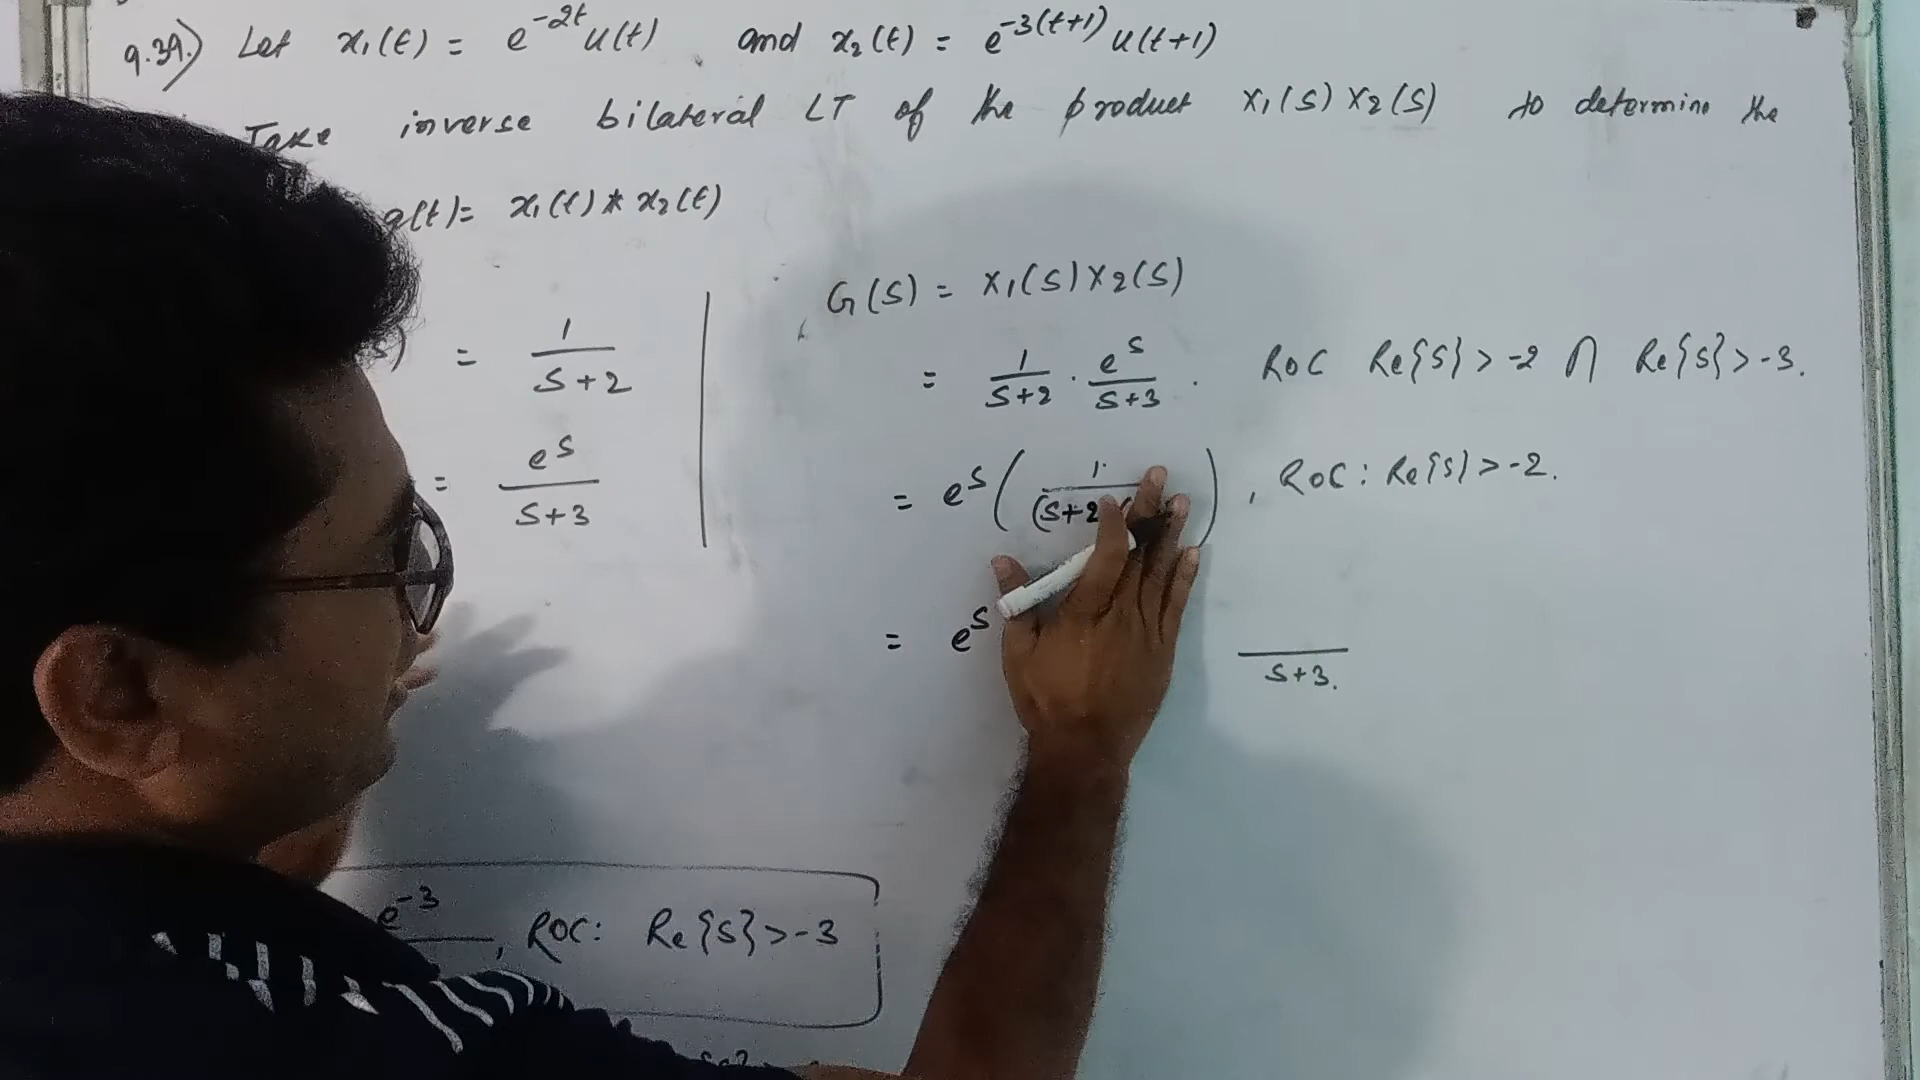 9.39.) Let x₁(t) = e^{-2t} u(t) and x₂(t) = e^{-3(t+1)} u(t+1)
Take inverse bilateral LT of the product X₁(s) X₂(s) to determine the
g(t)= x₁(t) * x₂(t)
s) = 1/(s+2)
= e^s/(s+3)
G(s) = X₁(s) X₂(s)
= 1/(s+2) · e^s/(s+3) . ROC Re{s} > -2 ∩ Re{s} > -3.
= e^s ( 1/(s+2) ) , ROC : Re{s} > -2.
= e^s /(s+3).
e^{-3} , ROC: Re{s} > -3